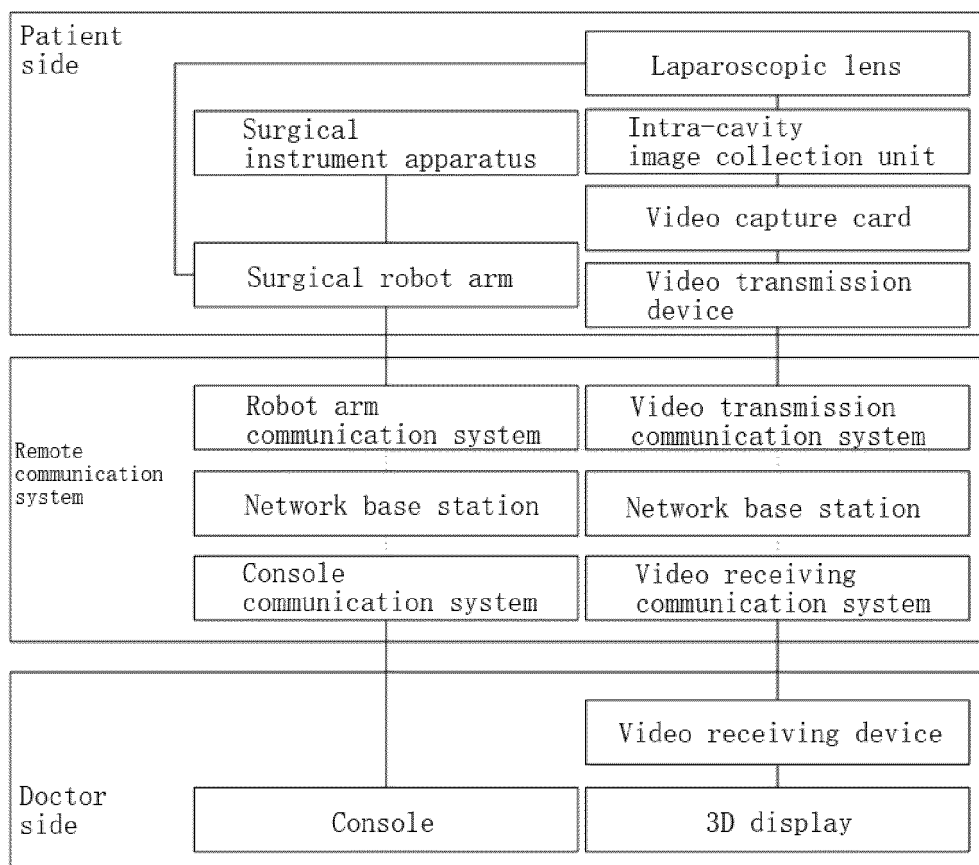 Patient
side
Laparoscopic lens
Surgical
instrument apparatus
Intra-cavity
image collection unit
Video capture card
Surgical robot arm
Video transmission
device
Remote
communication
system
Robot arm
communication system
Video transmission
communication system
Network base station
Network base station
Console
communication system
Video receiving
communication system
Video receiving device
Doctor
side
Console
3D display